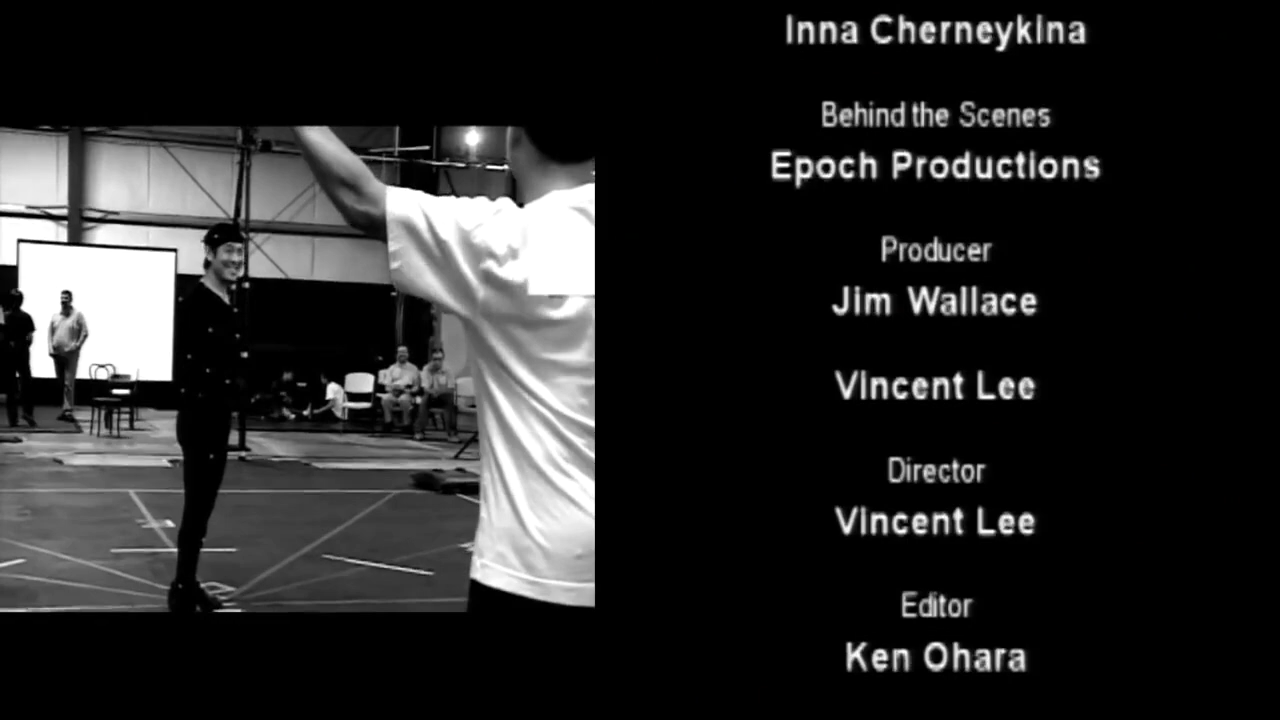 Inna Cherneykina
Behind the Scenes
Epoch Productions
Producer
Jim Wallace
Vincent Lee
Director
Vincent Lee
Editor
Ken Ohara